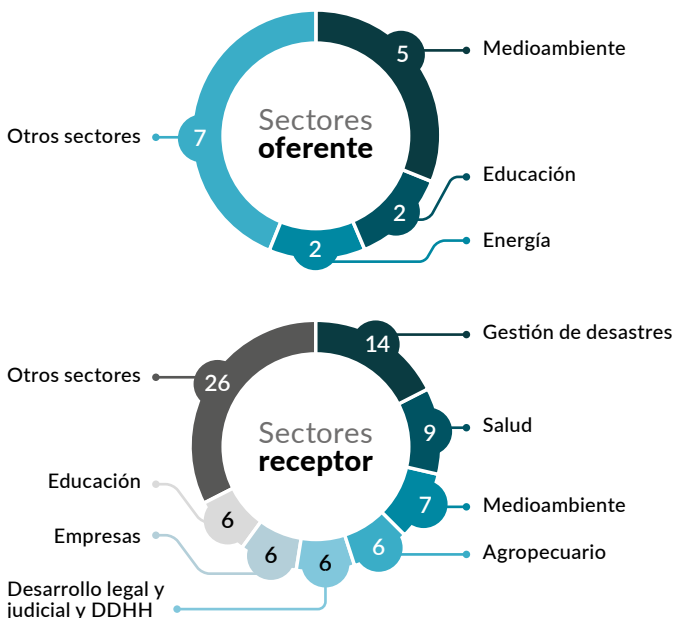 5
Medioambiente
Sectores
oferente
Otros sectores
7
Educación
2
Energía
2
14
Gestión de desastres
Otros sectores
26
Sectores
receptor
9
Salud
Educación
6
7
Medioambiente
Empresas
6
6
6
Agropecuario
Desarrollo legal y
judicial y DDHH